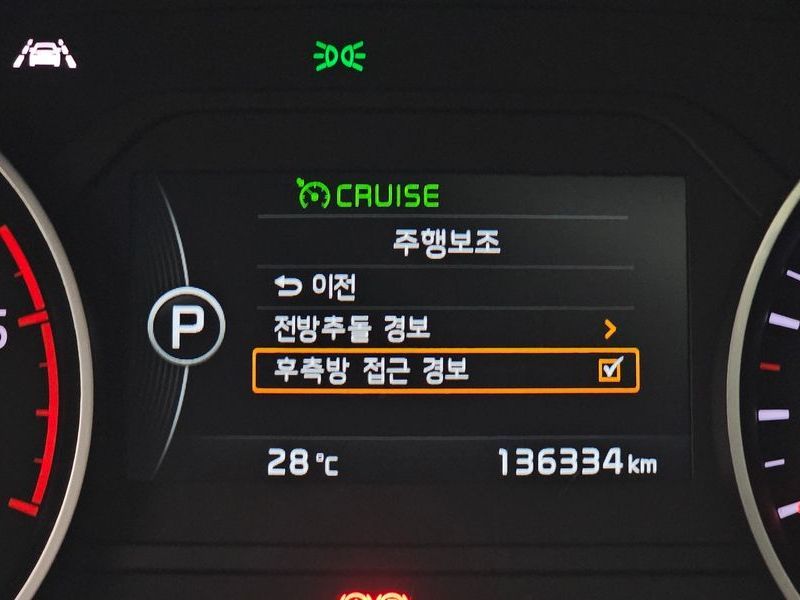 CRUISE
주행보조
이전
P
전방추돌 경보
후측방 접근 경보
28°C
136334 km